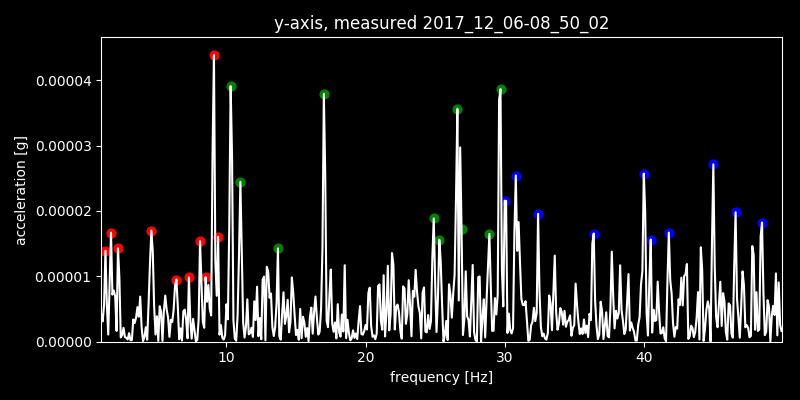 y-axis, measured 2017_12_06-08_50_02
0.00004
0.00003
0.00002
0.00001
0.00000
acceleration [g]
10 20 30 40
frequency [Hz]